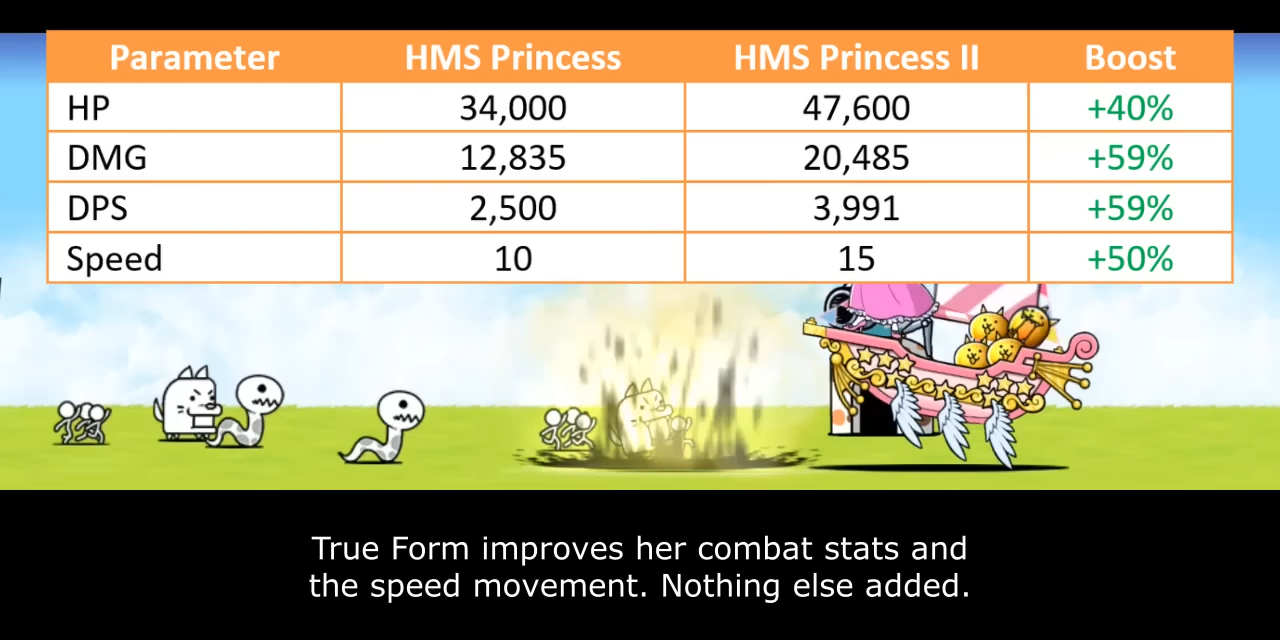 Parameter HMS Princess HMS Princess II Boost
HP 34,000 47,600 +40%
DMG 12,835 20,485 +59%
DPS 2,500 3,991 +59%
Speed 10 15 +50%
True Form improves her combat stats and
the speed movement. Nothing else added.